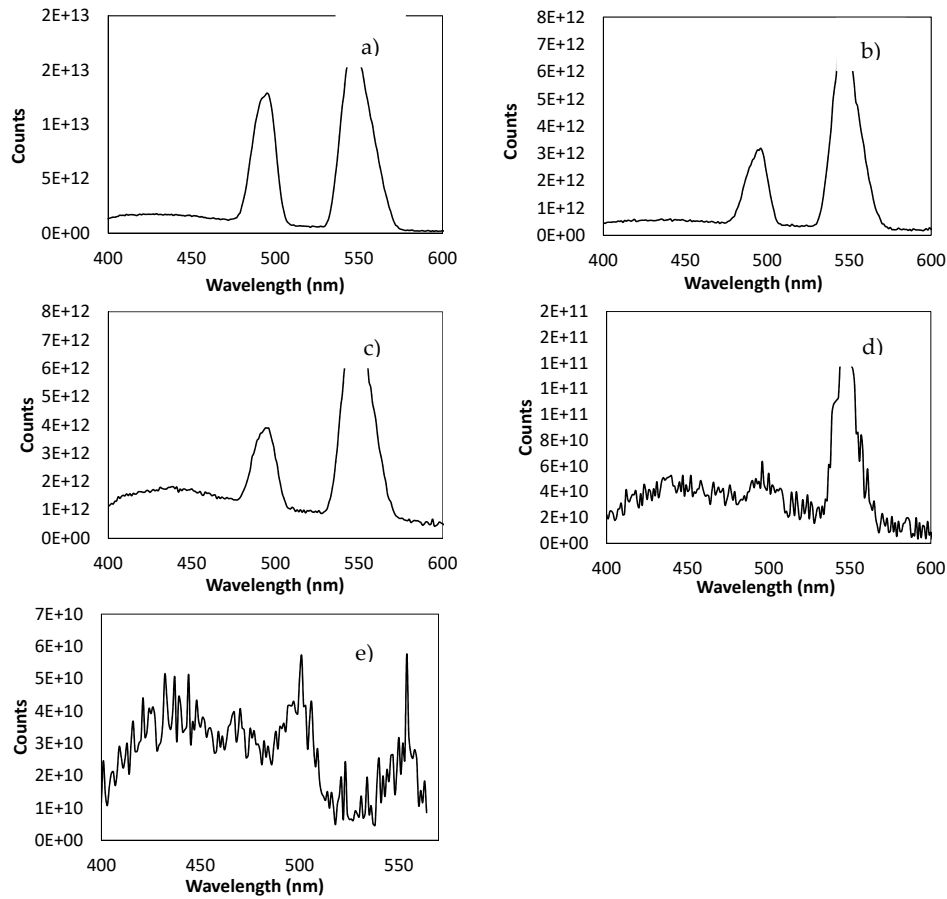 a)
2E+13
2E+13
1E+13
5E+12
0E+00
Counts
400 450 500 550 600
Wavelength (nm)
b)
8E+12
7E+12
6E+12
5E+12
4E+12
3E+12
2E+12
1E+12
0E+00
Counts
400 450 500 550 600
Wavelength (nm)
c)
8E+12
7E+12
6E+12
5E+12
4E+12
3E+12
2E+12
1E+12
0E+00
Counts
400 450 500 550 600
Wavelength (nm)
d)
2E+11
2E+11
1E+11
1E+11
1E+11
8E+10
6E+10
4E+10
2E+10
0E+00
Counts
400 450 500 550 600
Wavelength (nm)
e)
7E+10
6E+10
5E+10
4E+10
3E+10
2E+10
1E+10
0E+00
Counts
400 450 500 550
Wavelength (nm)